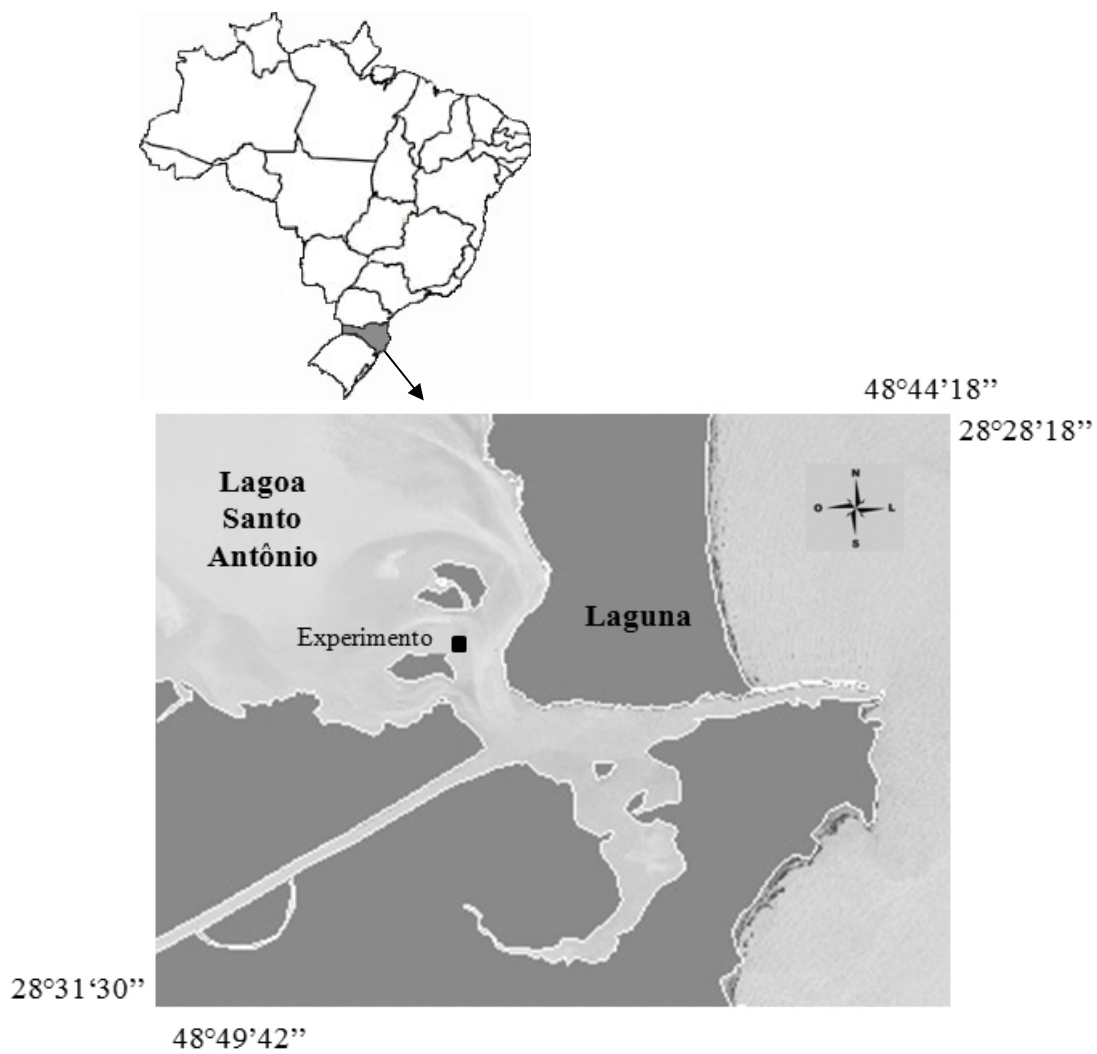 48°44'18”
28°28'18”
Lagoa
Santo
Antônio
N
O
L
S
Laguna
Experimento
28°31‘30”
48°49’42”